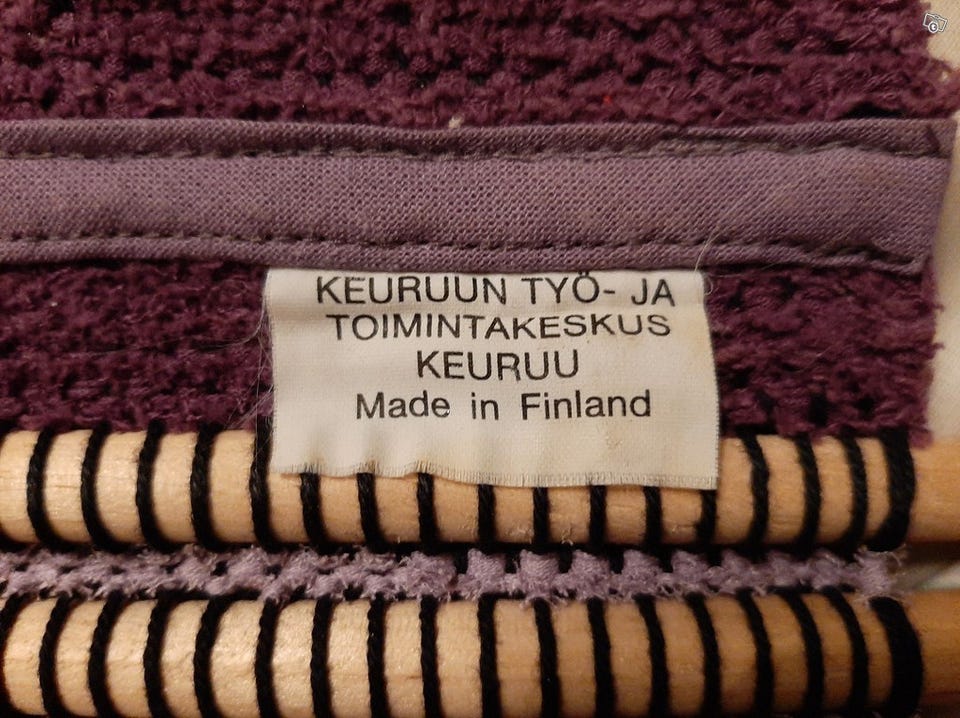 KEURUUN TYÖ- JA
TOIMINTAKESKUS
KEURUU
Made in Finland